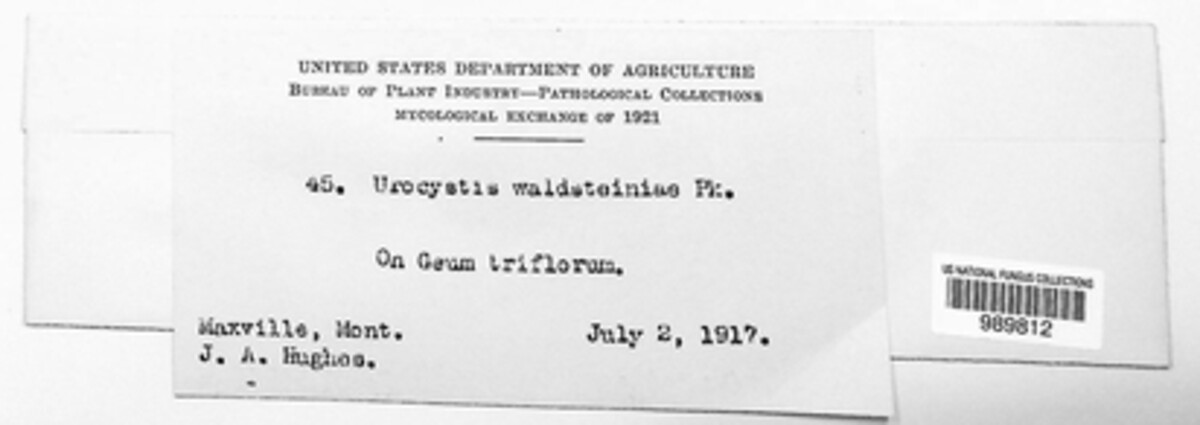 UNITED STATES DEPARTMENT OF AGRICULTURE
BUREAU OF PLANT INDUSTRY—PATHOLOGICAL COLLECTIONS
MYCOLOGICAL EXCHANGE OF 1921
45. Urocystis waldsteiniae Pk.
On Geum triflorum.
Maxville, Mont.
July 2, 1917.
J. A. Hughes.
US NATIONAL FUNGUS COLLECTIONS
989812